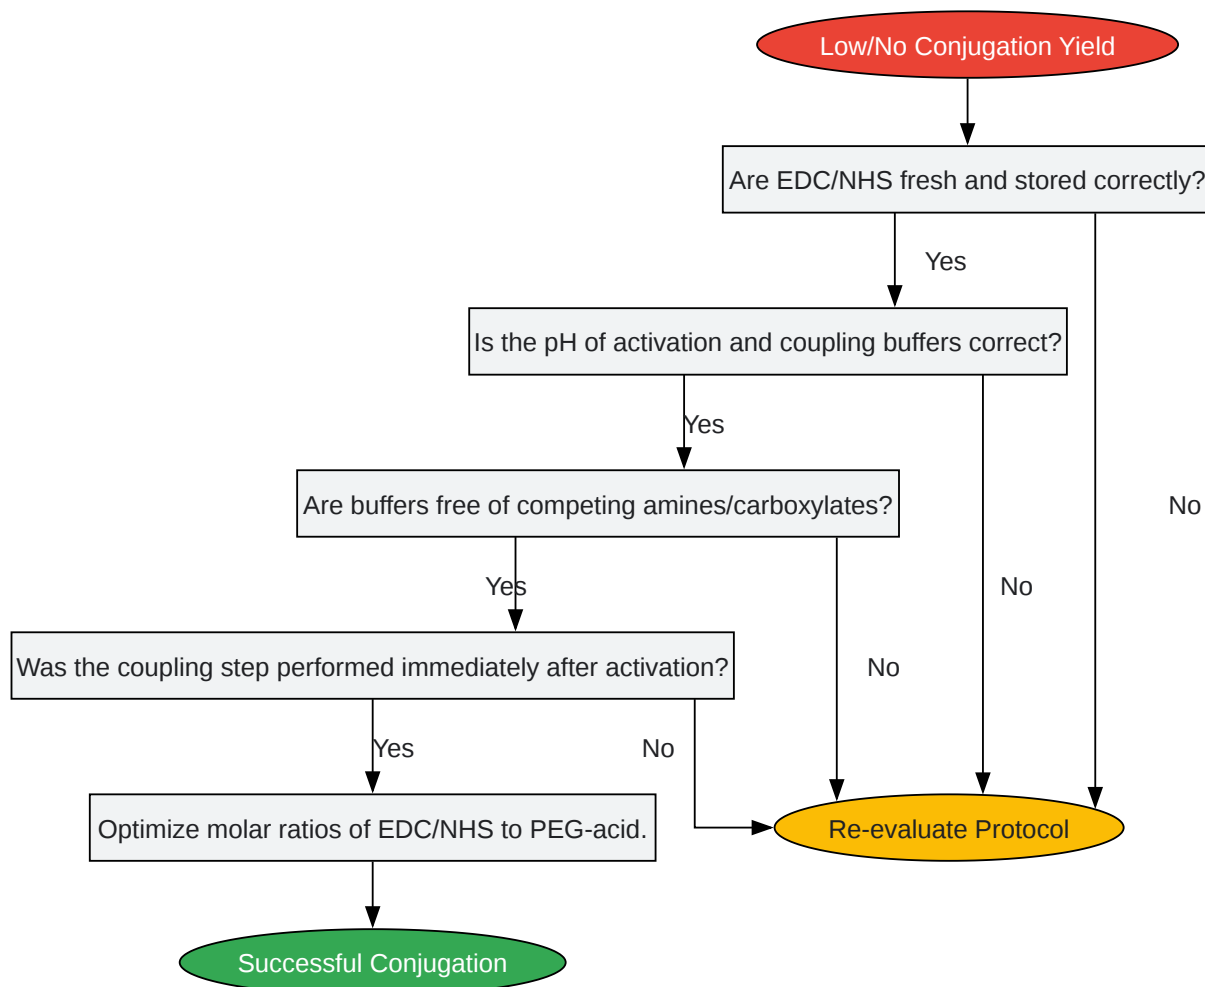 Low/No Conjugation Yield
Are EDC/NHS fresh and stored correctly?
Yes
Is the pH of activation and coupling buffers correct?
Yes
Are buffers free of competing amines/carboxylates?
No
Yes
No
Was the coupling step performed immediately after activation?
No
Yes
No
Optimize molar ratios of EDC/NHS to PEG-acid.
Re-evaluate Protocol
Successful Conjugation